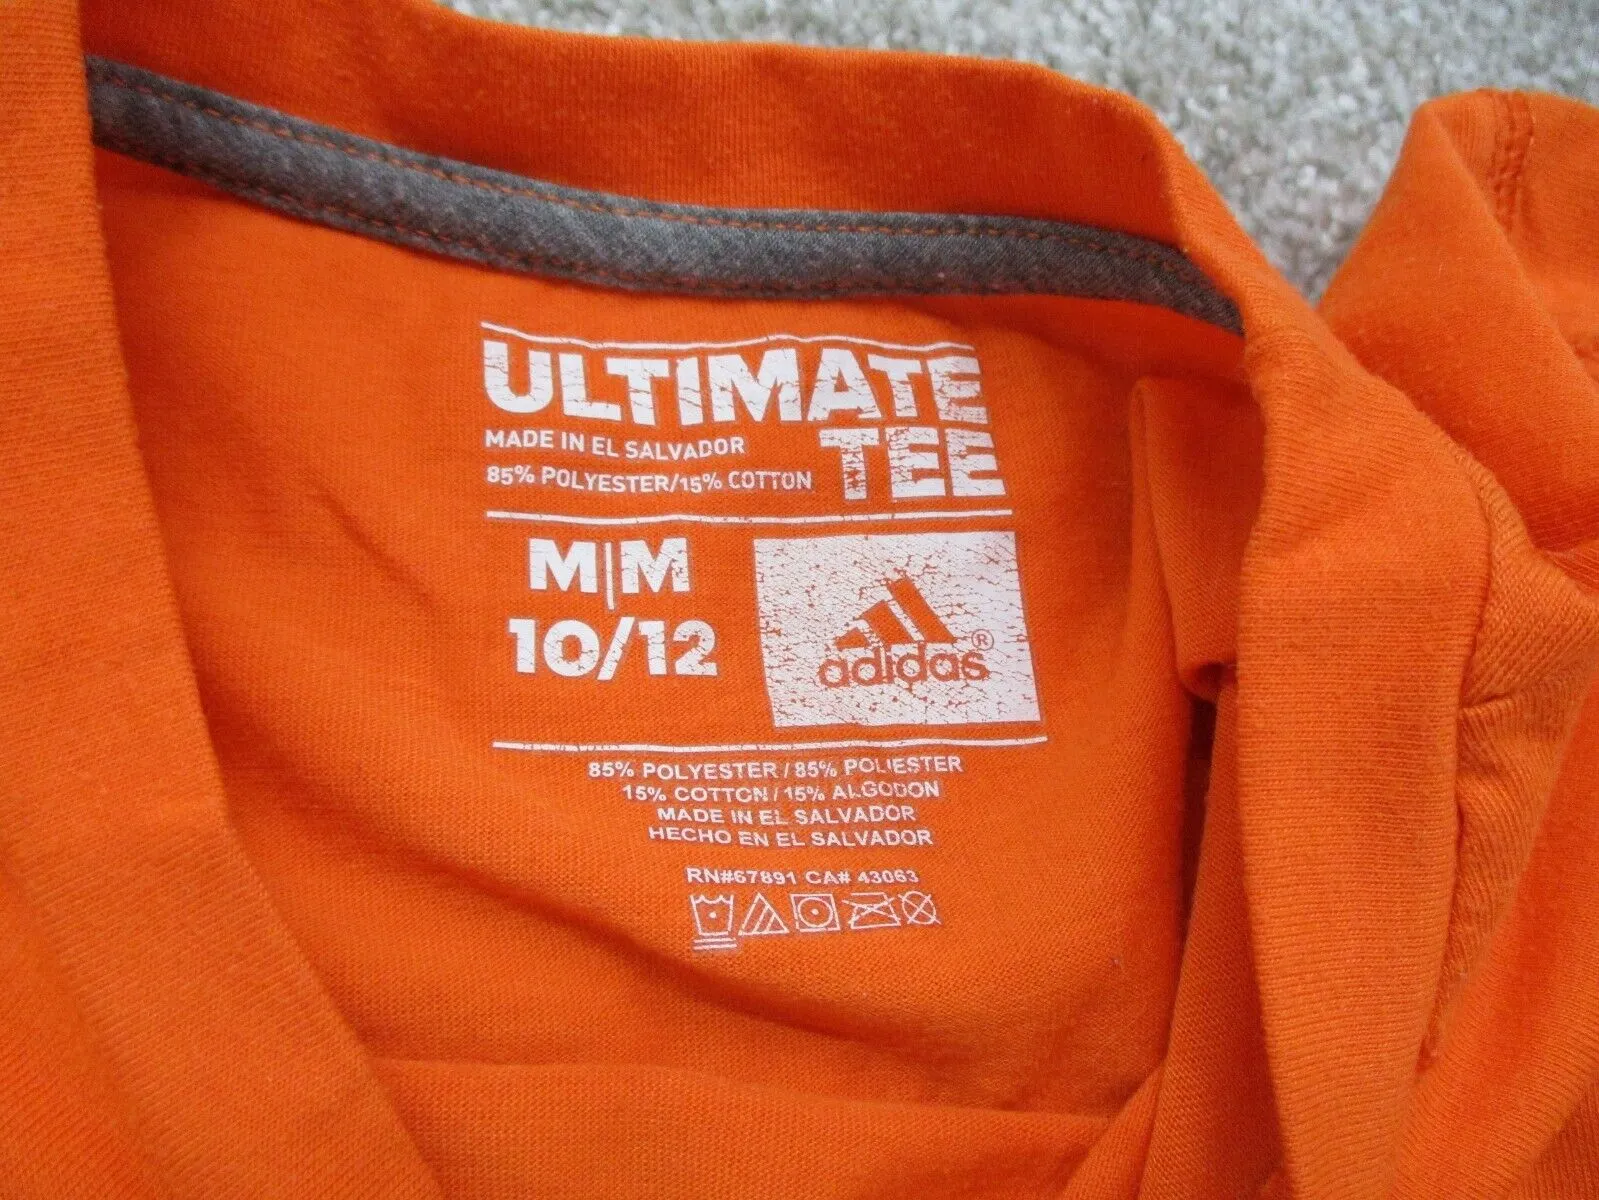 ULTIMATE
TEE
MADE IN EL SALVADOR
85% POLYESTER/15% COTTON
M|M
10/12
adidas®
85% POLYESTER / 85% POLIESTER
15% COTTON / 15% ALGODON
MADE IN EL SALVADOR
HECHO EN EL SALVADOR
RN#67891 CA# 43063